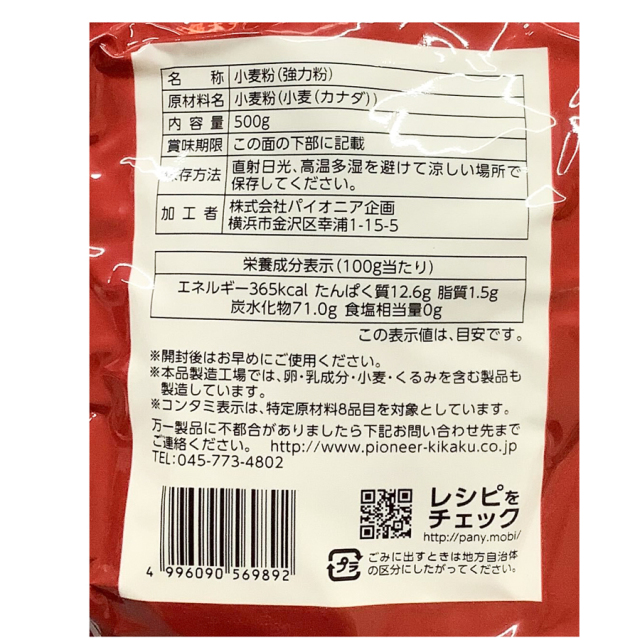 名称 小麦粉(強力粉)
原材料名 小麦粉(小麦(カナダ))
内容量 500g
賞味期限 この面の下部に記載
保存方法 直射日光、高温多湿を避けて涼しい場所で
保存してください。
加工者 株式会社パイオニア企画
横浜市金沢区幸浦1-15-5
栄養成分表示(100g当たり)
エネルギー365kcal たんぱく質12.6g 脂質1.5g
炭水化物71.0g 食塩相当量0g
この表示値は、目安です。
※開封後はお早めにご使用ください。
※本品製造工場では、卵・乳成分・小麦・くるみを含む製品も
製造しています。
※コンタミ表示は、特定原材料8品目を対象としています。
万一製品に不都合がありましたら下記お問い合わせ先まで
ご連絡ください。 http://www.pioneer-kikaku.co.jp
TEL:045-773-4802
レシピを
チェック
http://pany.mobi/
プラ
ごみに出すときは地方自治体
の区分にしたがってください。
4 996090 569892